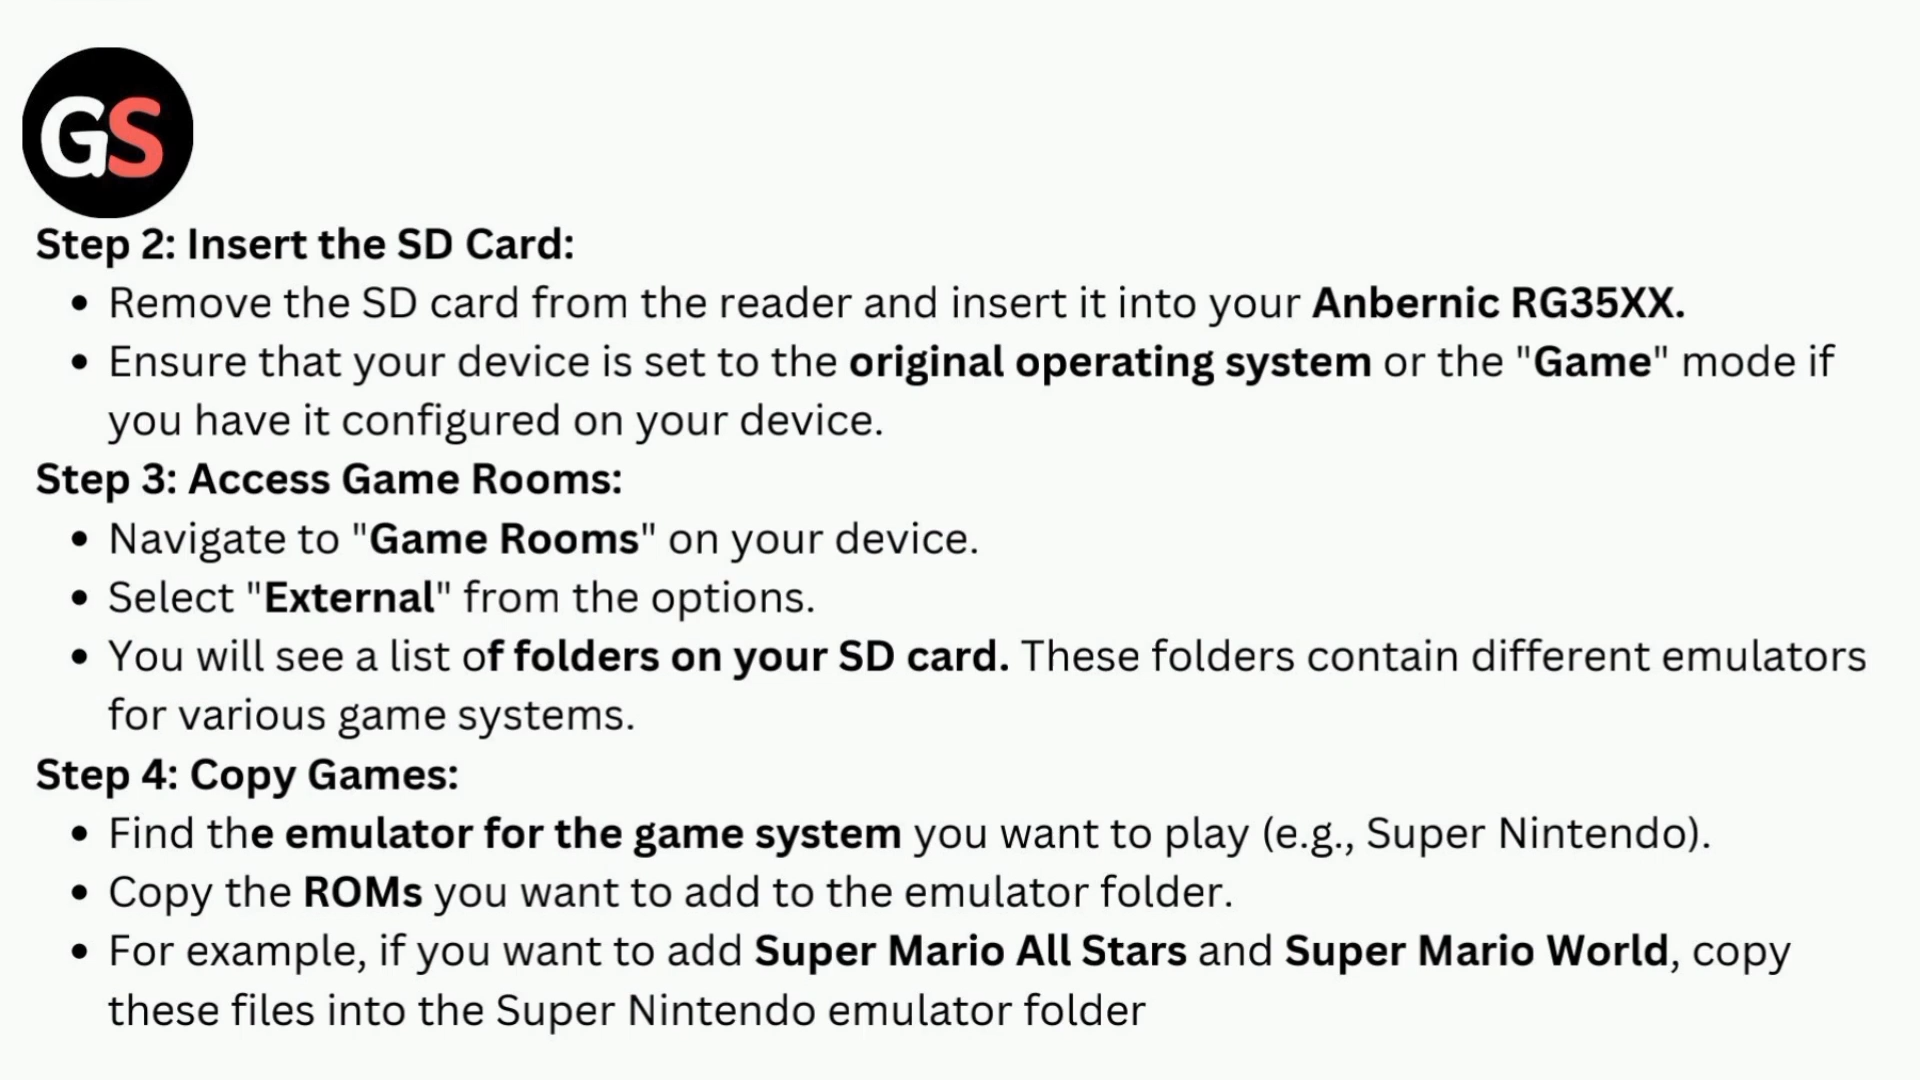 GS
Step 2: Insert the SD Card:
• Remove the SD card from the reader and insert it into your Anbernic RG35XX.
• Ensure that your device is set to the original operating system or the "Game" mode if
you have it configured on your device.
Step 3: Access Game Rooms:
• Navigate to "Game Rooms" on your device.
• Select "External" from the options.
• You will see a list of folders on your SD card. These folders contain different emulators
for various game systems.
Step 4: Copy Games:
• Find the emulator for the game system you want to play (e.g., Super Nintendo).
• Copy the ROMs you want to add to the emulator folder.
• For example, if you want to add Super Mario All Stars and Super Mario World, copy
these files into the Super Nintendo emulator folder